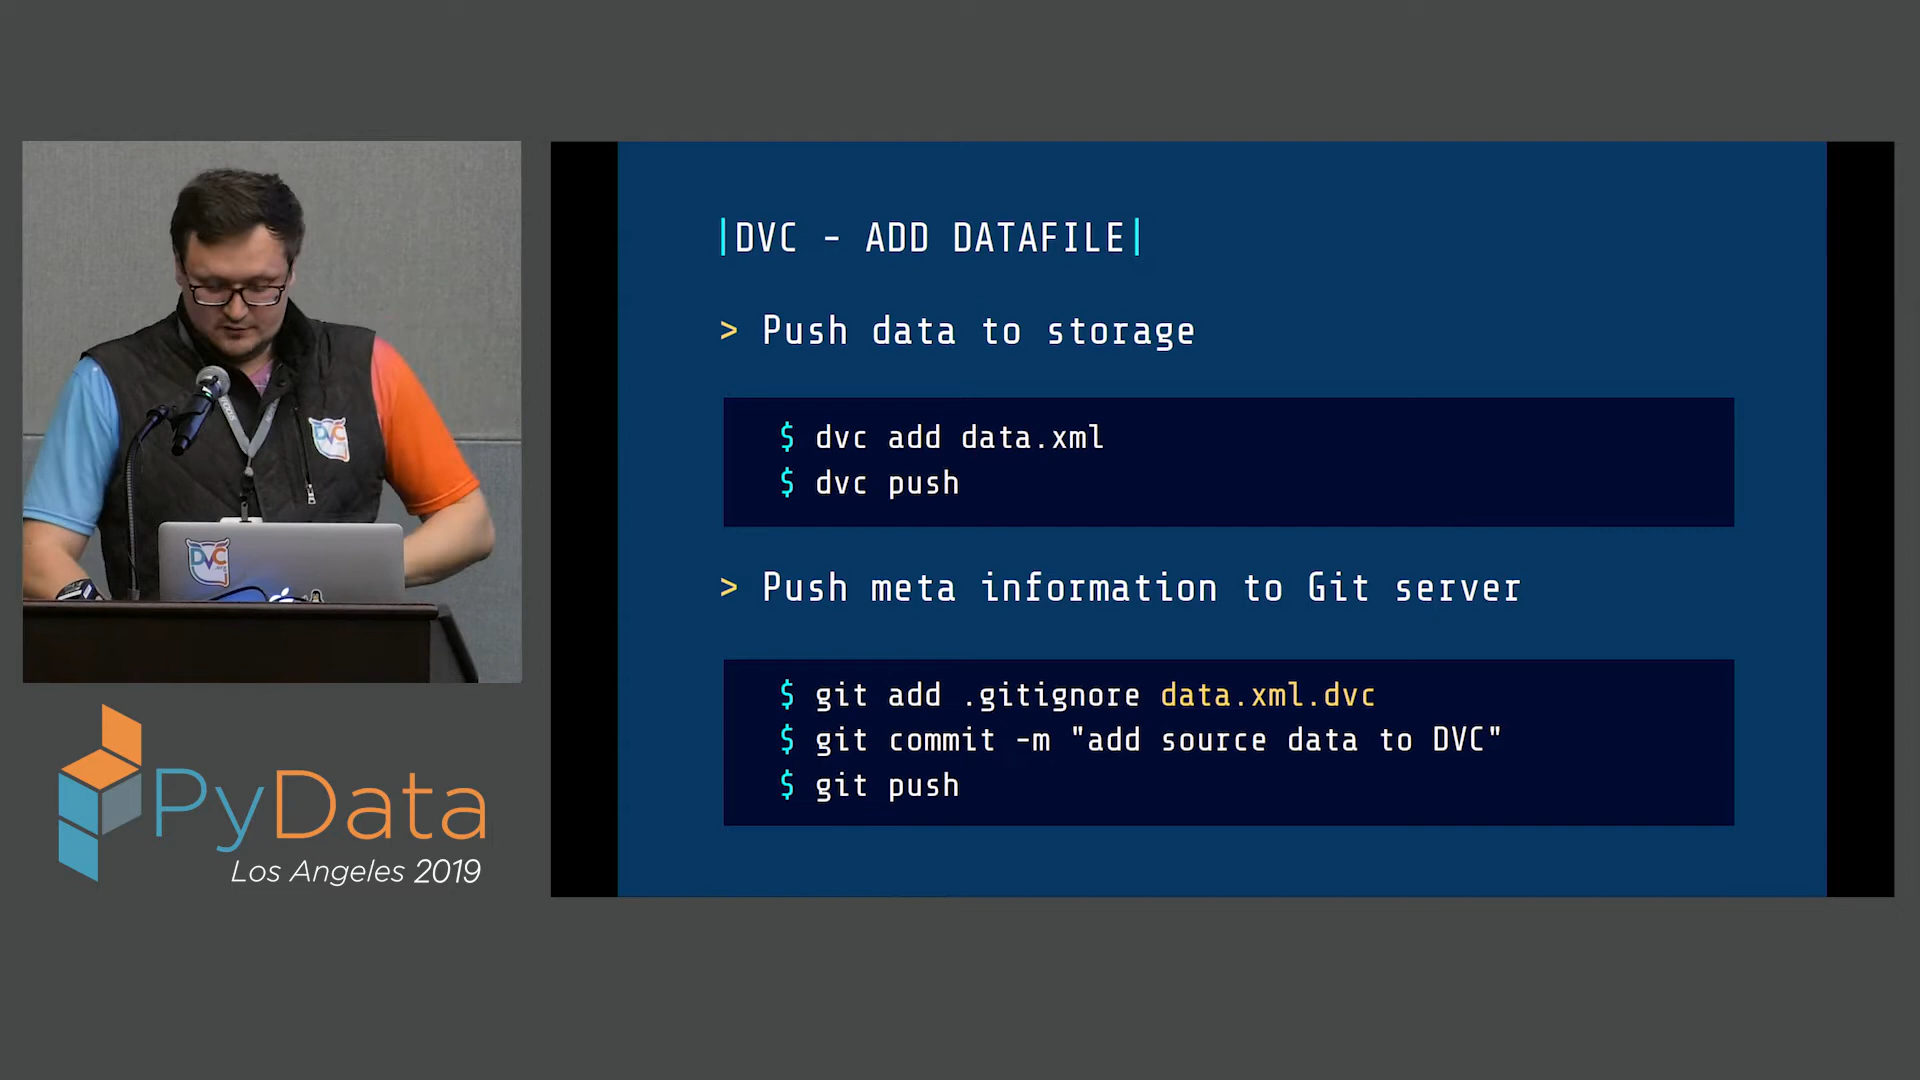 |DVC - ADD DATAFILE|
> Push data to storage
$ dvc add data.xml
$ dvc push
> Push meta information to Git server
$ git add .gitignore data.xml.dvc
$ git commit -m "add source data to DVC"
$ git push
DVC
DVC
PyData
Los Angeles 2019